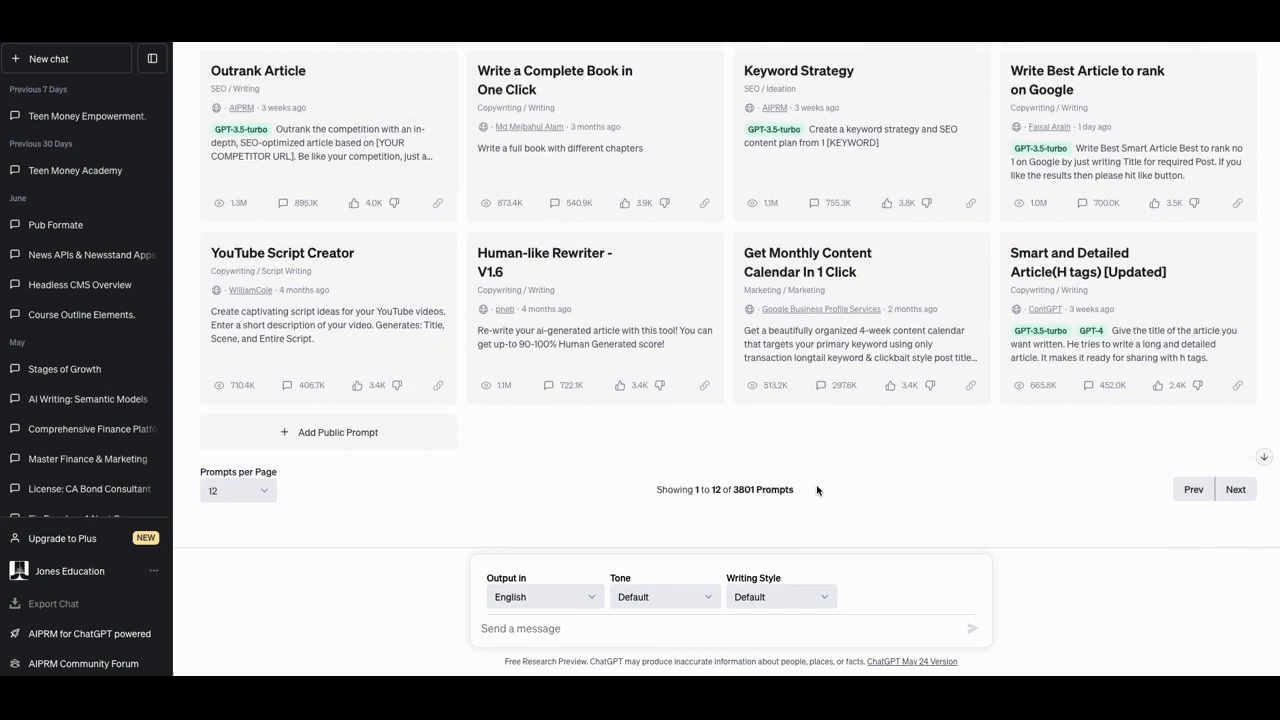 New chat
Previous 7 Days
Teen Money Empowerment.
Previous 30 Days
Teen Money Academy
June
Pub Formate
News APIs & Newsstand Apps
Headless CMS Overview
Course Outline Elements.
May
Stages of Growth
AI Writing: Semantic Models
Comprehensive Finance Platfo
Master Finance & Marketing
License: CA Bond Consultant
Upgrade to Plus NEW
Jones Education
Export Chat
AIPRM for ChatGPT powered
AIPRM Community Forum
Outrank Article
SEO / Writing
· AIPRM · 3 weeks ago
GPT-3.5-turbo Outrank the competition with an in-
depth, SEO-optimized article based on [YOUR
COMPETITOR URL]. Be like your competition, just a...
1.3M 895.1K 4.0K
Write a Complete Book in
One Click
Copywriting / Writing
· Md Mejbahul Alam · 3 months ago
Write a full book with different chapters
873.4K 540.9K 3.9K
Keyword Strategy
SEO / Ideation
· AIPRM · 3 weeks ago
GPT-3.5-turbo Create a keyword strategy and SEO
content plan from 1 [KEYWORD]
1.1M 755.3K 3.8K
Write Best Article to rank
on Google
Copywriting / Writing
· Faisal Arain · 1 day ago
GPT-3.5-turbo Write Best Smart Article Best to rank no
1 on Google by just writing Title for required Post. If you
like the results then please hit like button.
1.0M 700.0K 3.5K
YouTube Script Creator
Copywriting / Script Writing
· WilliamCole · 4 months ago
Create captivating script ideas for your YouTube videos.
Enter a short description of your video. Generates: Title,
Scene, and Entire Script.
710.4K 406.7K 3.4K
Human-like Rewriter -
V1.6
Copywriting / Writing
· pneb · 4 months ago
Re-write your ai-generated article with this tool! You can
get up-to 90-100% Human Generated score!
1.1M 722.1K 3.4K
Get Monthly Content
Calendar In 1 Click
Marketing / Marketing
· Google Business Profile Services · 2 months ago
Get a beautifully organized 4-week content calendar
that targets your primary keyword using only
transaction longtail keyword & clickbait style post title...
513.2K 297.6K 3.4K
Smart and Detailed
Article(H tags) [Updated]
Copywriting / Writing
· ContGPT · 3 weeks ago
GPT-3.5-turbo GPT-4 Give the title of the article you
want written. He tries to write a long and detailed
article. It makes it ready for sharing with h tags.
665.8K 452.0K 2.4K
Add Public Prompt
Prompts per Page
12
Showing 1 to 12 of 3801 Prompts
Prev Next
Output in Tone Writing Style
English Default Default
Send a message
Free Research Preview. ChatGPT may produce inaccurate information about people, places, or facts. ChatGPT May 24 Version